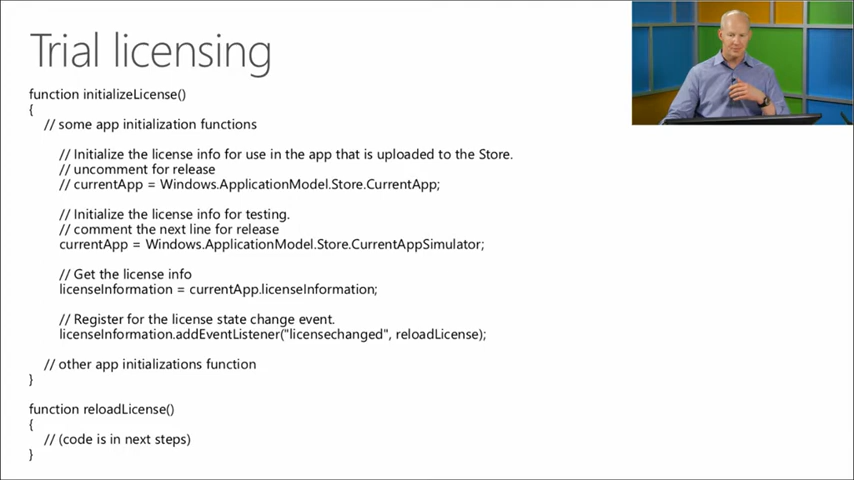 Trial licensing
function initializeLicense()
{
// some app initialization functions
// Initialize the license info for use in the app that is uploaded to the Store.
// uncomment for release
// currentApp = Windows.ApplicationModel.Store.CurrentApp;
// Initialize the license info for testing.
// comment the next line for release
currentApp = Windows.ApplicationModel.Store.CurrentAppSimulator;
// Get the license info
licenseInformation = currentApp.licenseInformation;
// Register for the license state change event.
licenseInformation.addEventListener("licensechanged", reloadLicense);
// other app initializations function
}
function reloadLicense()
{
// (code is in next steps)
}